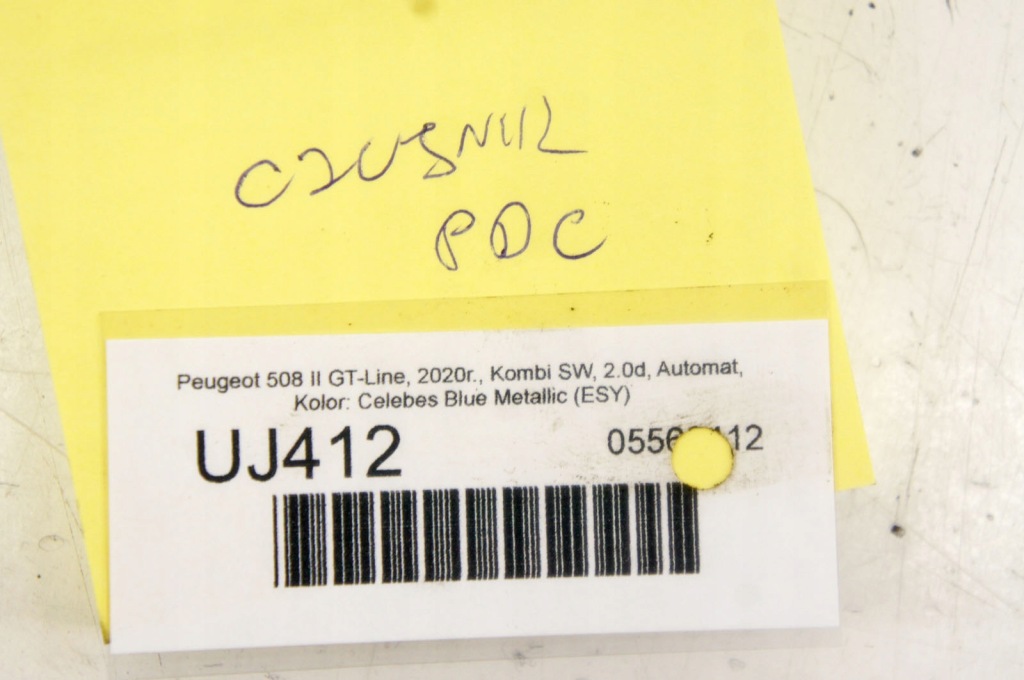 CZUJNIK
PDC
Peugeot 508 II GT-Line, 2020r., Kombi SW, 2.0d, Automat,
Kolor: Celebes Blue Metallic (ESY)
UJ412